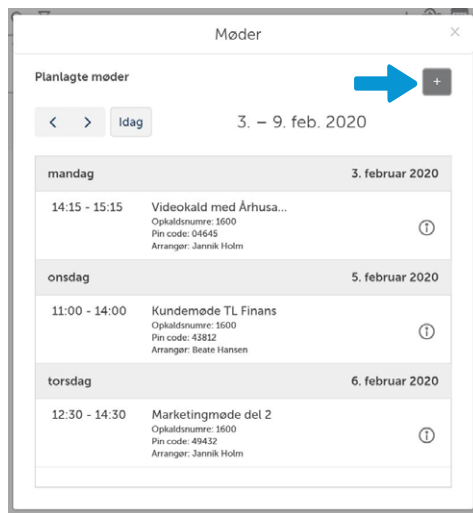 Møder
Planlagte møder
+
Idag
3. – 9. feb. 2020
mandag 3. februar 2020
14:15 - 15:15 Videokald med Århusa...
Opkaldsnumre: 1600
Pin code: 04645
Arrangør: Jannik Holm
onsdag 5. februar 2020
11:00 - 14:00 Kundemøde TL Finans
Opkaldsnumre: 1600
Pin code: 43812
Arrangør: Beate Hansen
torsdag 6. februar 2020
12:30 - 14:30 Marketingmøde del 2
Opkaldsnumre: 1600
Pin code: 49432
Arrangør: Jannik Holm